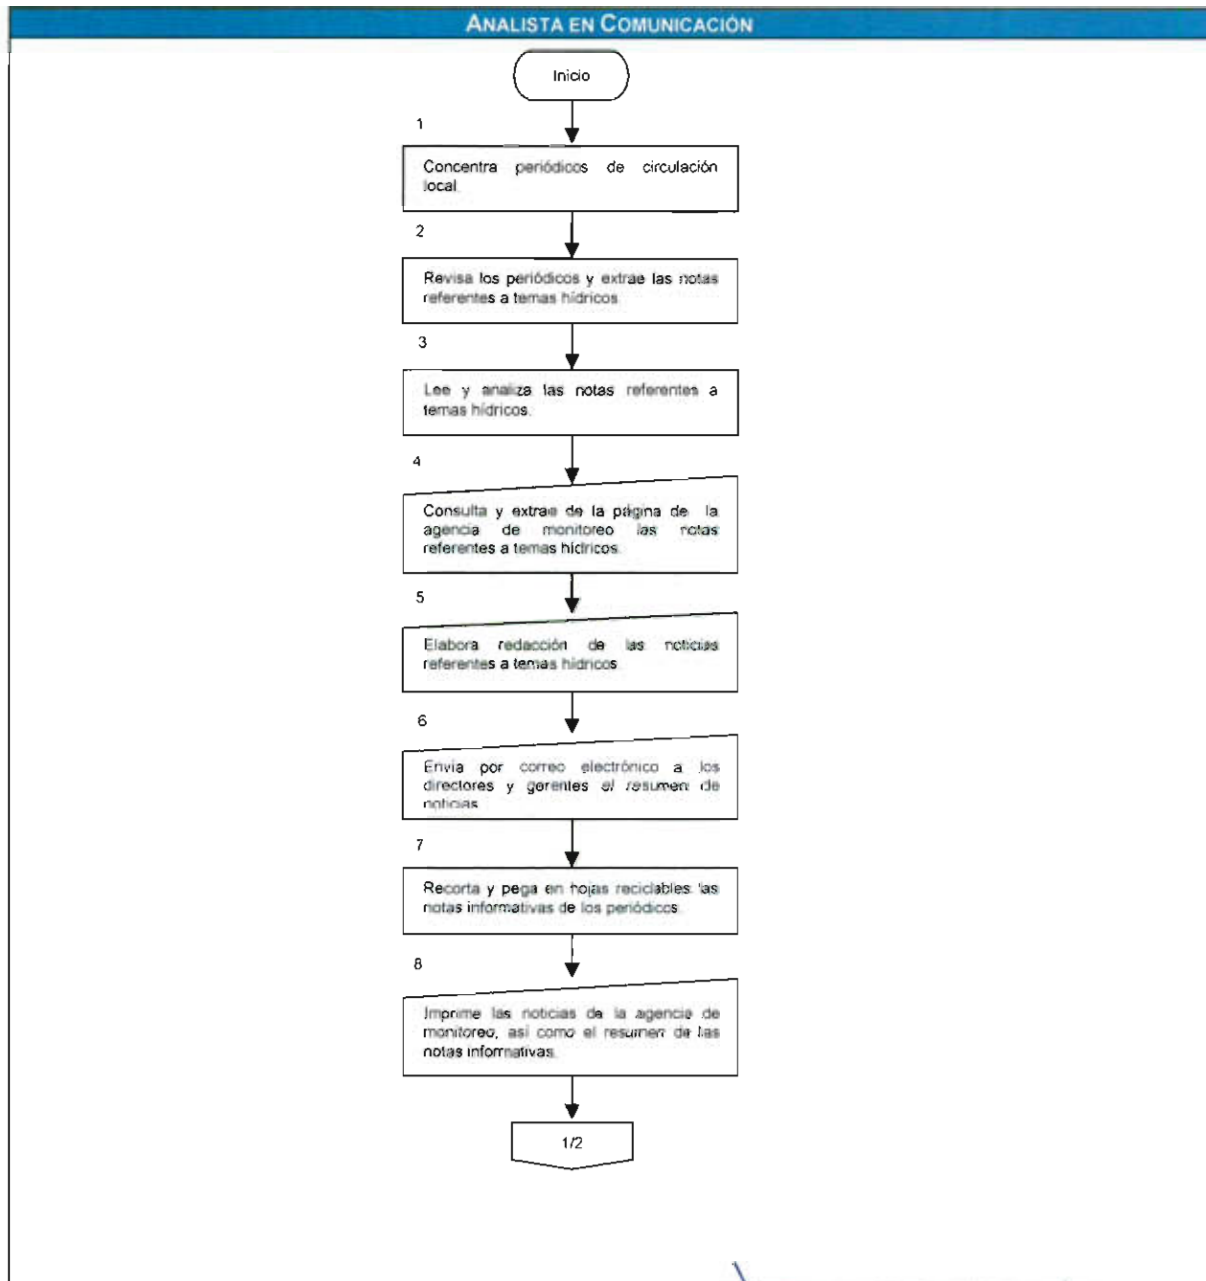 ANALISTA EN COMUNICACIÓN
Inicio
1
Concentra periódicos de circulación
local.
2
Revisa los periódicos y extrae las notas
referentes a temas hídricos
3
Lee y analiza las notas referentes a
temas hídricos.
4
Consulta y extrae de la página de la
agencia de monitoreo las notas
referentes a temas hídricos.
5
Elabora redacción de las noticias
referentes a temas hídricos
6
Envía por correo electrónico a los
directores y gerentes el resumen de
noticias
7
Recorta y pega en hojas reciclables las
notas informativas de los periódicos.
8
Imprime las noticias de la agencia de
monitoreo, así como el resumen de las
notas informativas.
1/2